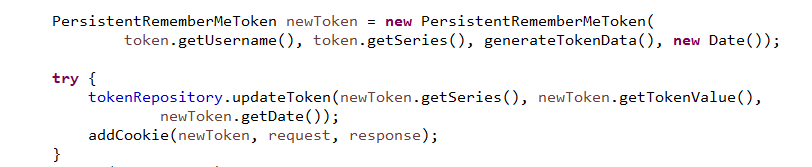 PersistentRememberMeToken newToken = new PersistentRememberMeToken(
token.getUsername(), token.getSeries(), generateTokenData(), new Date());
try {
tokenRepository.updateToken(newToken.getSeries(), newToken.getTokenValue(),
newToken.getDate());
addCookie(newToken, request, response);
}